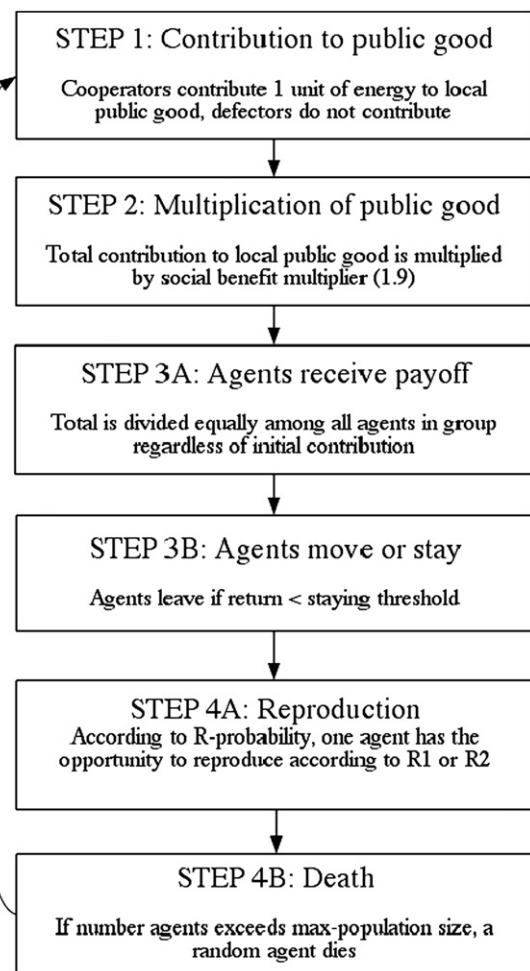 STEP 1: Contribution to public good
Cooperators contribute 1 unit of energy to local
public good, defectors do not contribute
STEP 2: Multiplication of public good
Total contribution to local public good is multiplied
by social benefit multiplier (1.9)
STEP 3A: Agents receive payoff
Total is divided equally among all agents in group
regardless of initial contribution
STEP 3B: Agents move or stay
Agents leave if return < staying threshold
STEP 4A: Reproduction
According to R-probability, one agent has the
opportunity to reproduce according to R1 or R2
STEP 4B: Death
If number agents exceeds max-population size, a
random agent dies